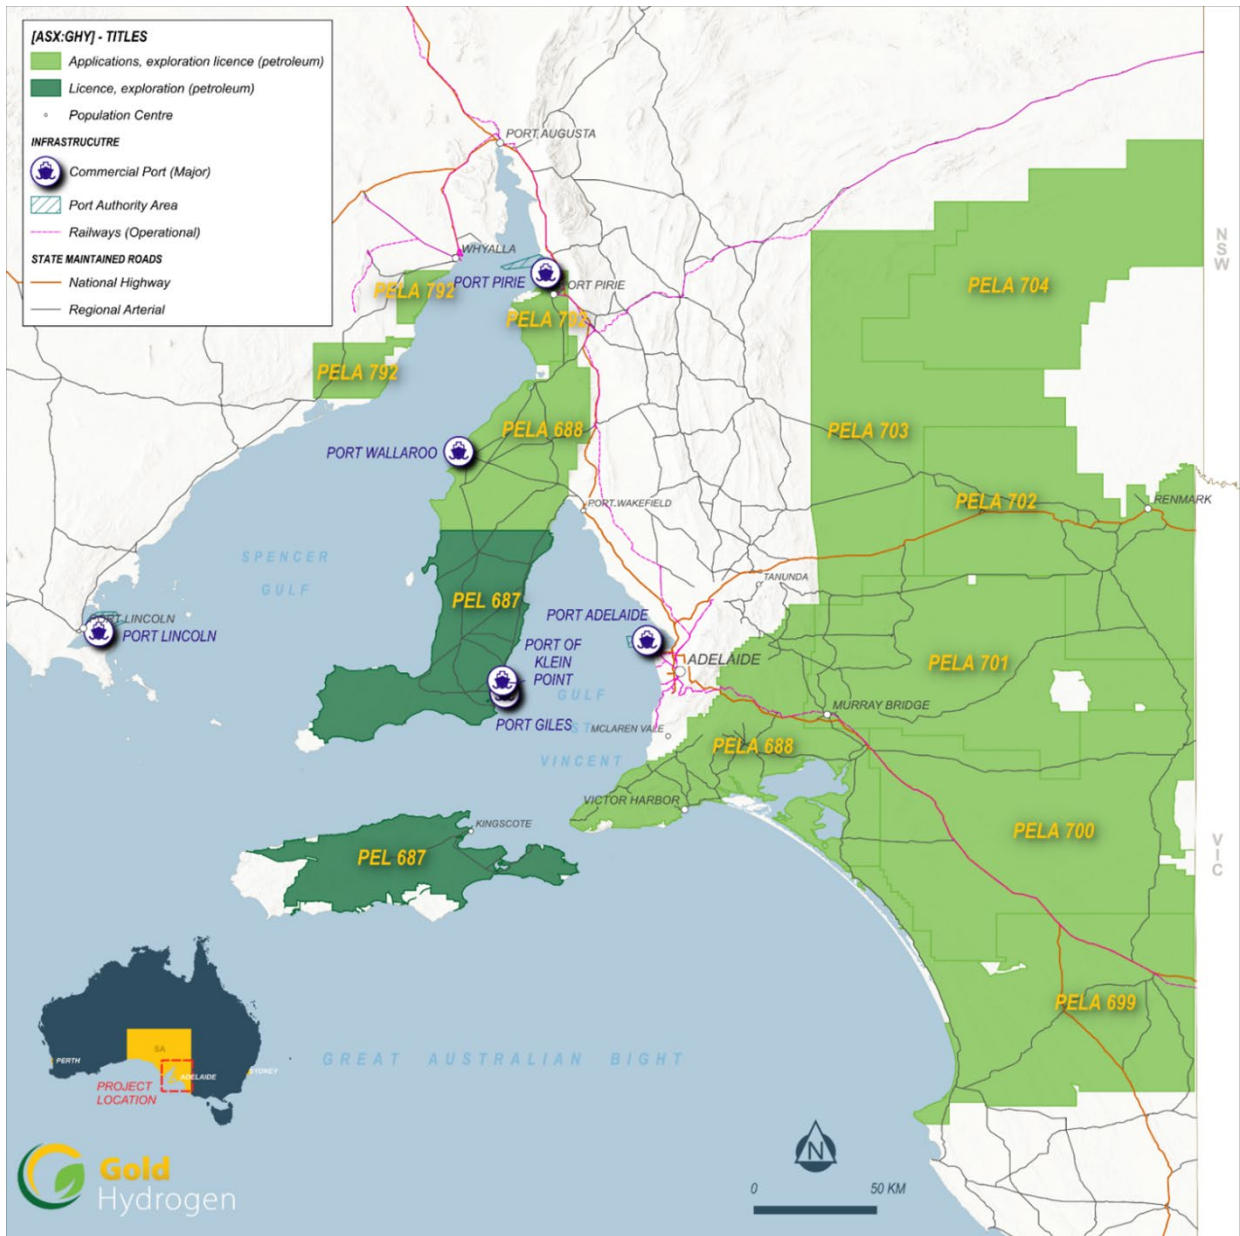 [ASX:GHY] - TITLES
Applications, exploration licence (petroleum)
Licence, exploration (petroleum)
Population Centre
INFRASTRUCUTRE
Commercial Port (Major)
Port Authority Area
Railways (Operational)
STATE MAINTAINED ROADS
National Highway
Regional Arterial
PORT AUGUSTA
WHYALLA
PORT PIRIE
PORT PIRIE
PELA 792
PELA 792
PELA 792
PELA 704
NSW
PELA 688
PELA 703
PORT WALLAROO
PORT WAKEFIELD
PELA 702
RENMARK
SPENCER
GULF
TANUNDA
PEL 687
PORT LINCOLN
PORT LINCOLN
PORT ADELAIDE
PORT OF
KLEIN
POINT
ADELAIDE
PELA 701
GULF
ST
VINCENT
PORT GILES
MCLAREN VALE
MURRAY BRIDGE
PELA 688
VICTOR HARBOR
KINGSCOTE
PELA 700
VIC
PEL 687
PELA 699
GREAT AUSTRALIAN BIGHT
SA
PERTH
ADELAIDE
SYDNEY
PROJECT
LOCATION
Gold
Hydrogen
N
0 50 KM